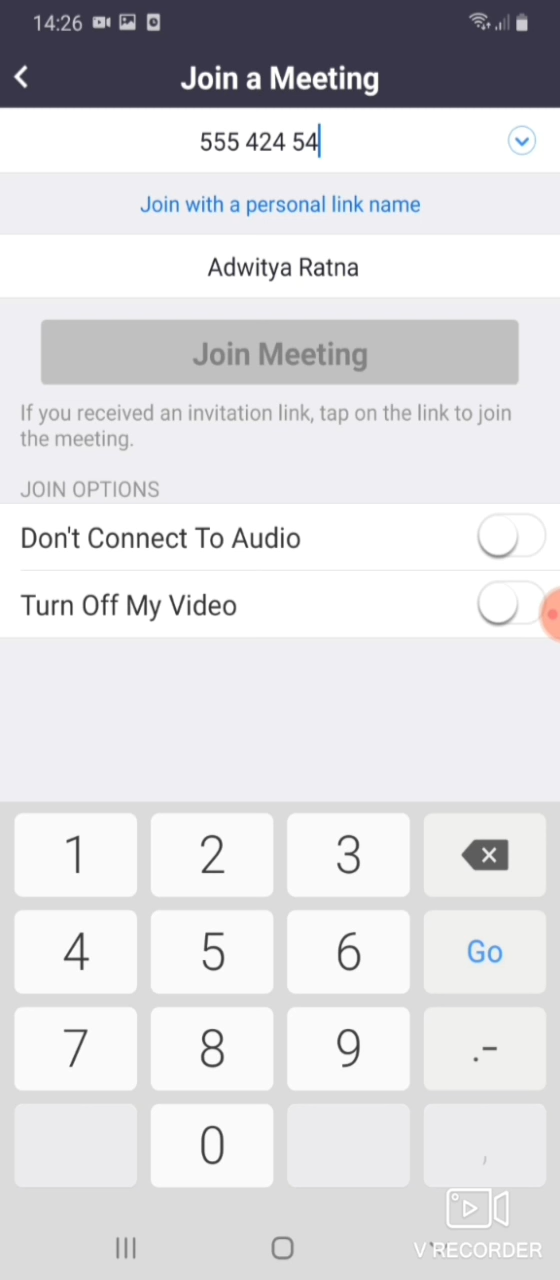 14:26
Join a Meeting
555 424 54
Join with a personal link name
Adwitya Ratna
Join Meeting
If you received an invitation link, tap on the link to join
the meeting.
JOIN OPTIONS
Don't Connect To Audio
Turn Off My Video
1 2 3
4 5 6 Go
7 8 9 .-
0 ,
V RECORDER